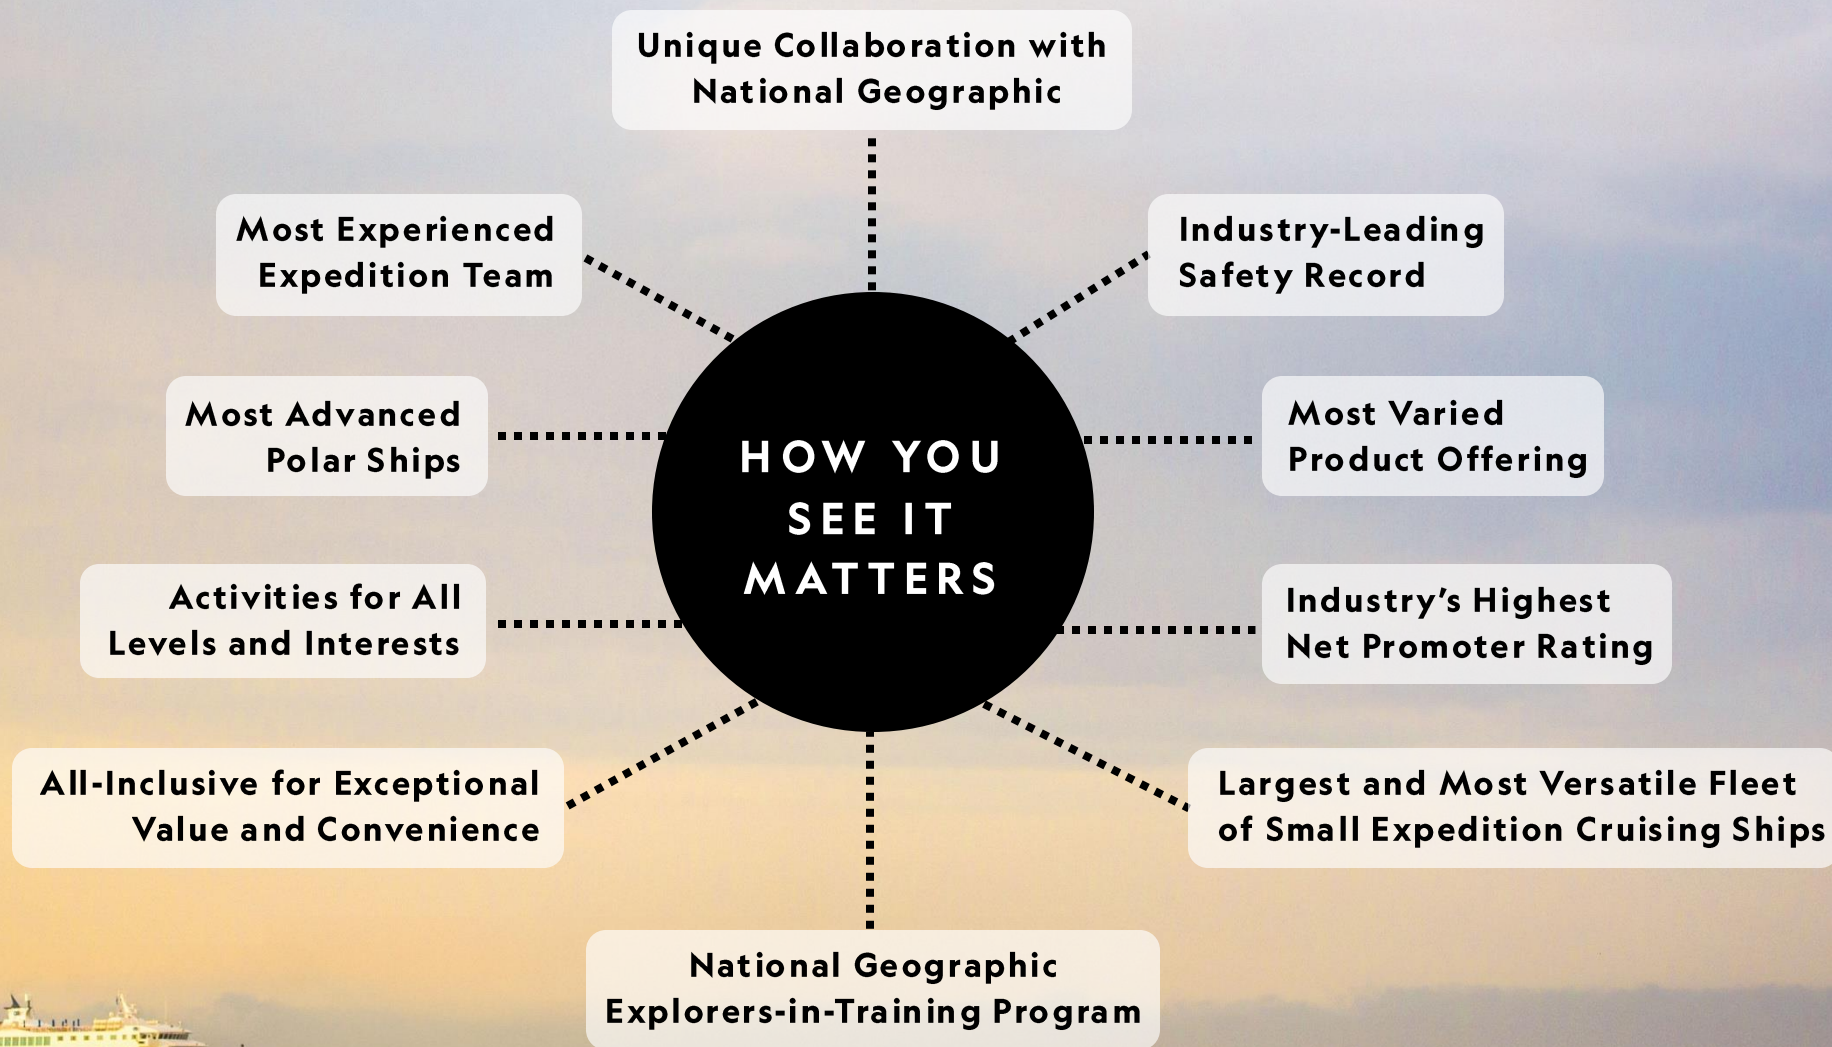 Unique Collaboration with
National Geographic
Most Experienced
Expedition Team
Industry-Leading
Safety Record
Most Advanced
Polar Ships
Most Varied
Product Offering
HOW YOU
SEE IT
MATTERS
Activities for All
Levels and Interests
Industry’s Highest
Net Promoter Rating
All-Inclusive for Exceptional
Value and Convenience
Largest and Most Versatile Fleet
of Small Expedition Cruising Ships
National Geographic
Explorers-in-Training Program